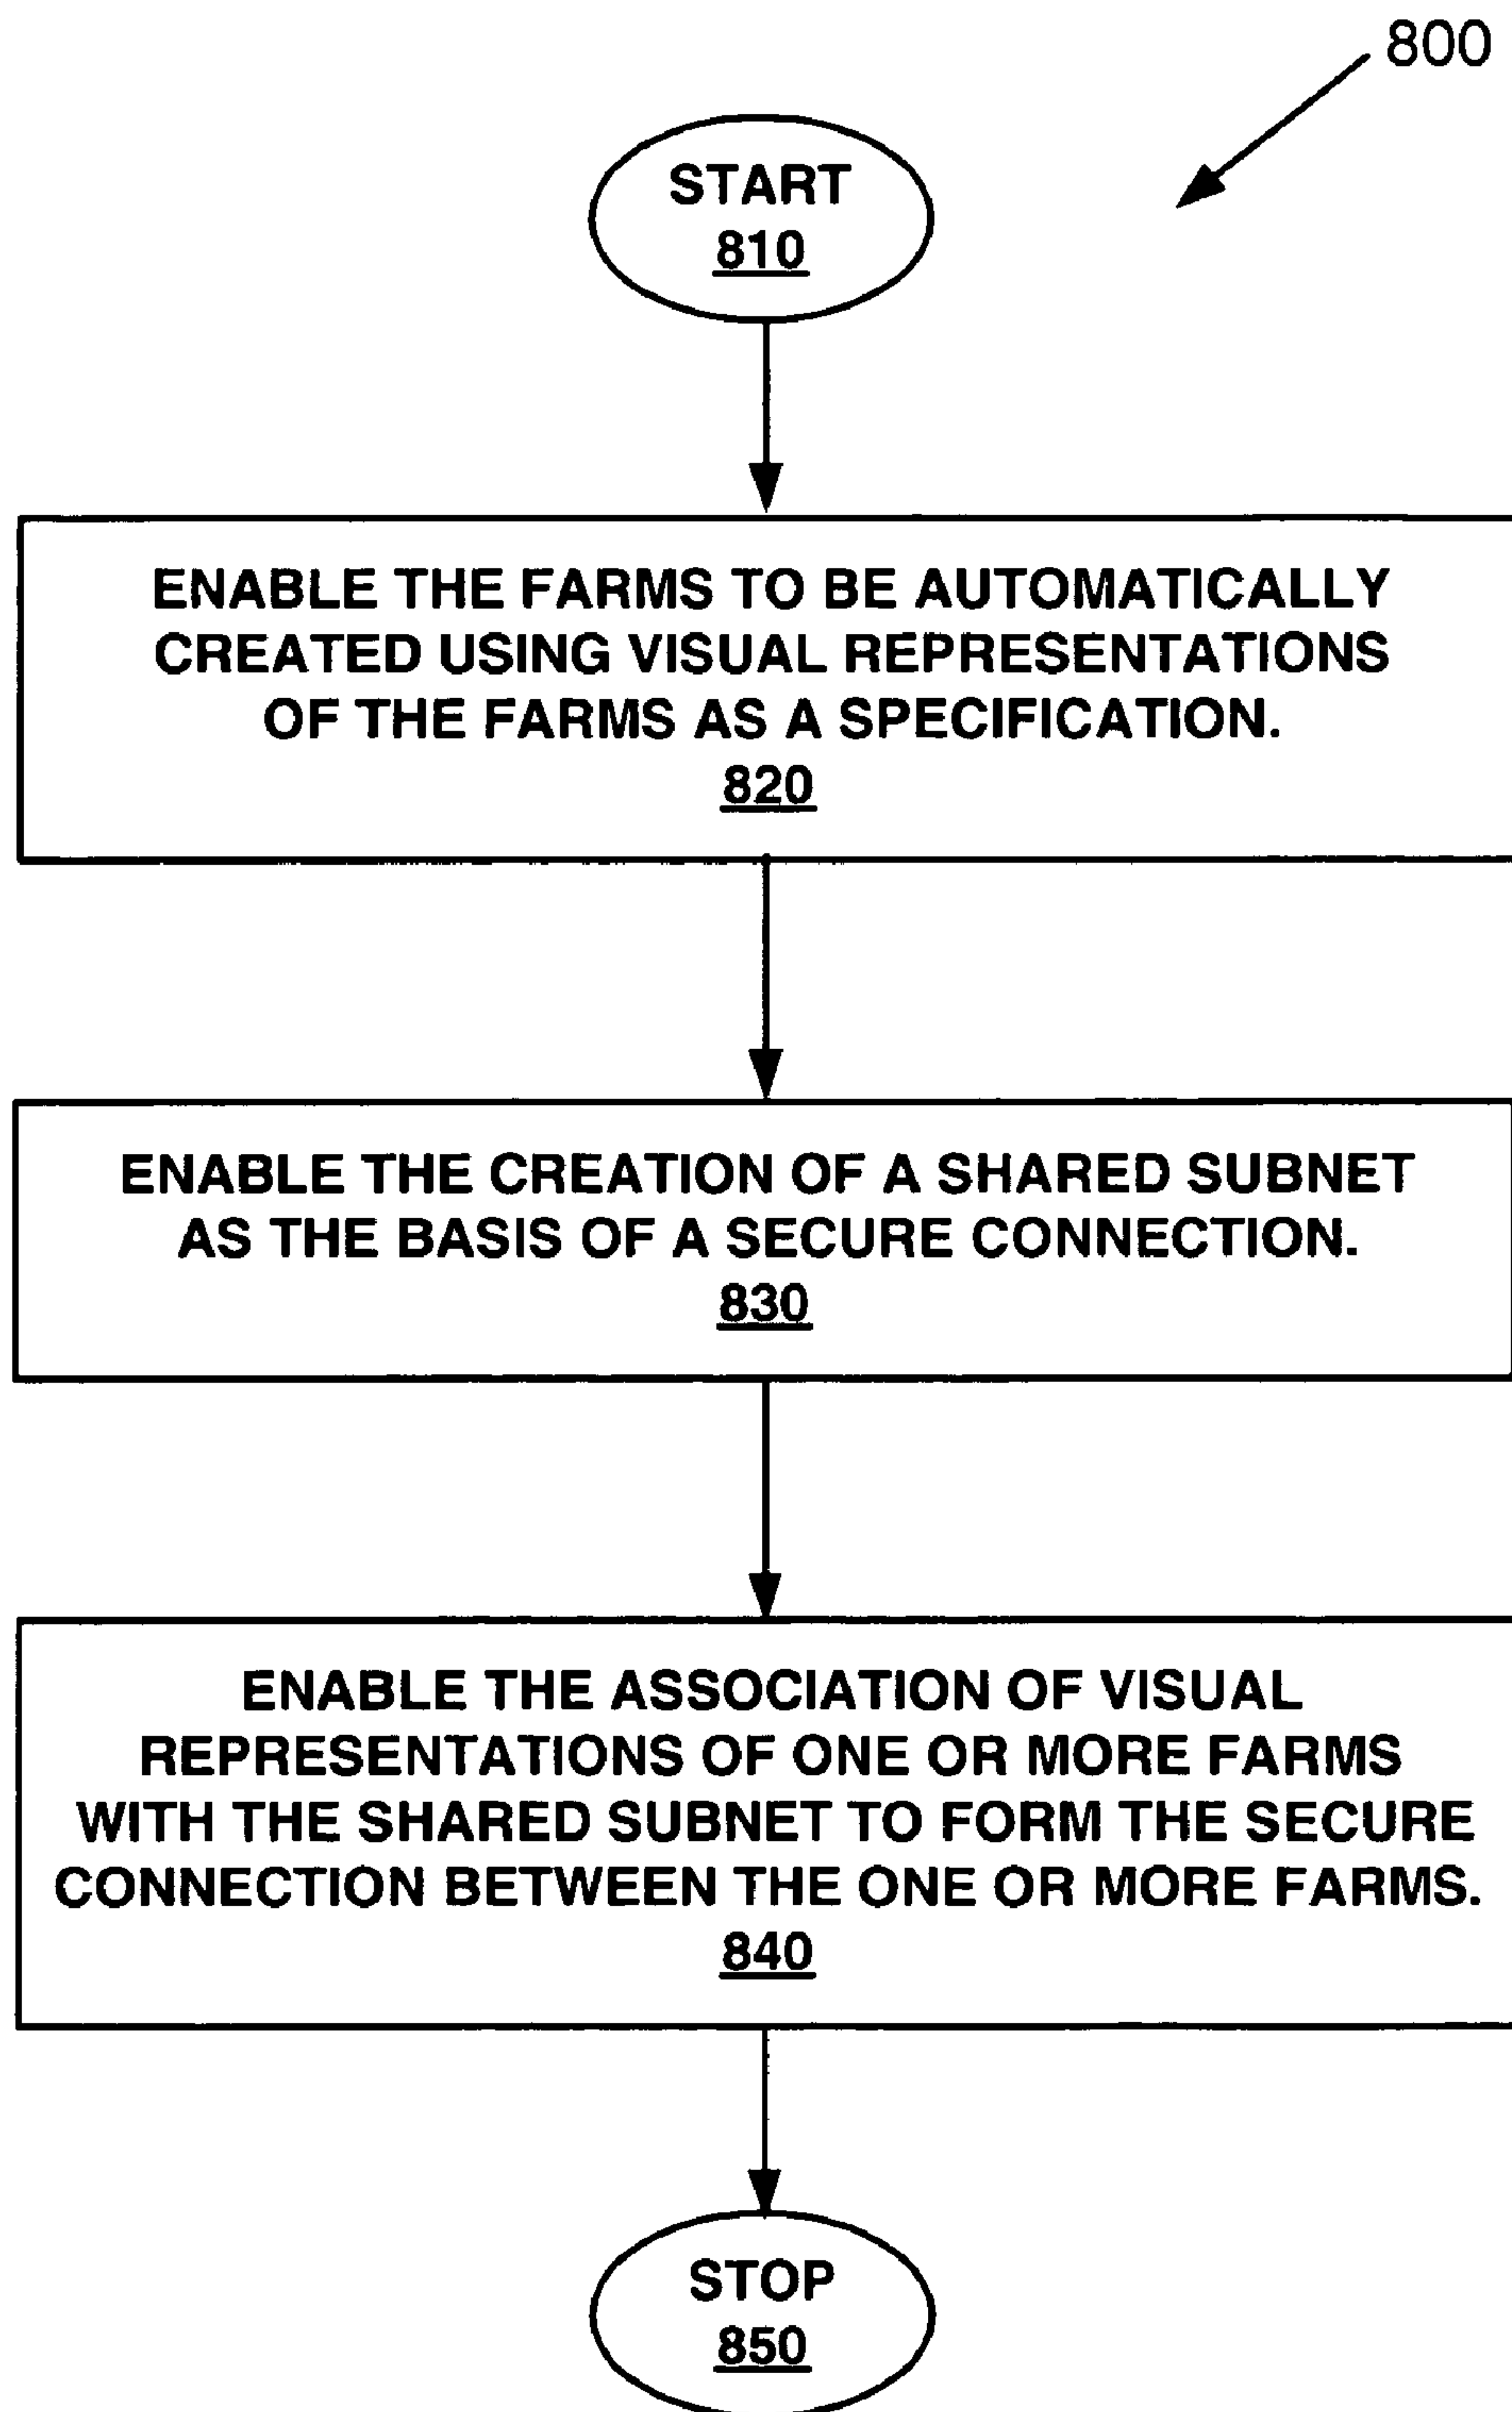 800
START
810
ENABLE THE FARMS TO BE AUTOMATICALLY
CREATED USING VISUAL REPRESENTATIONS
OF THE FARMS AS A SPECIFICATION.
820
ENABLE THE CREATION OF A SHARED SUBNET
AS THE BASIS OF A SECURE CONNECTION.
830
ENABLE THE ASSOCIATION OF VISUAL
REPRESENTATIONS OF ONE OR MORE FARMS
WITH THE SHARED SUBNET TO FORM THE SECURE
CONNECTION BETWEEN THE ONE OR MORE FARMS.
840
STOP
850